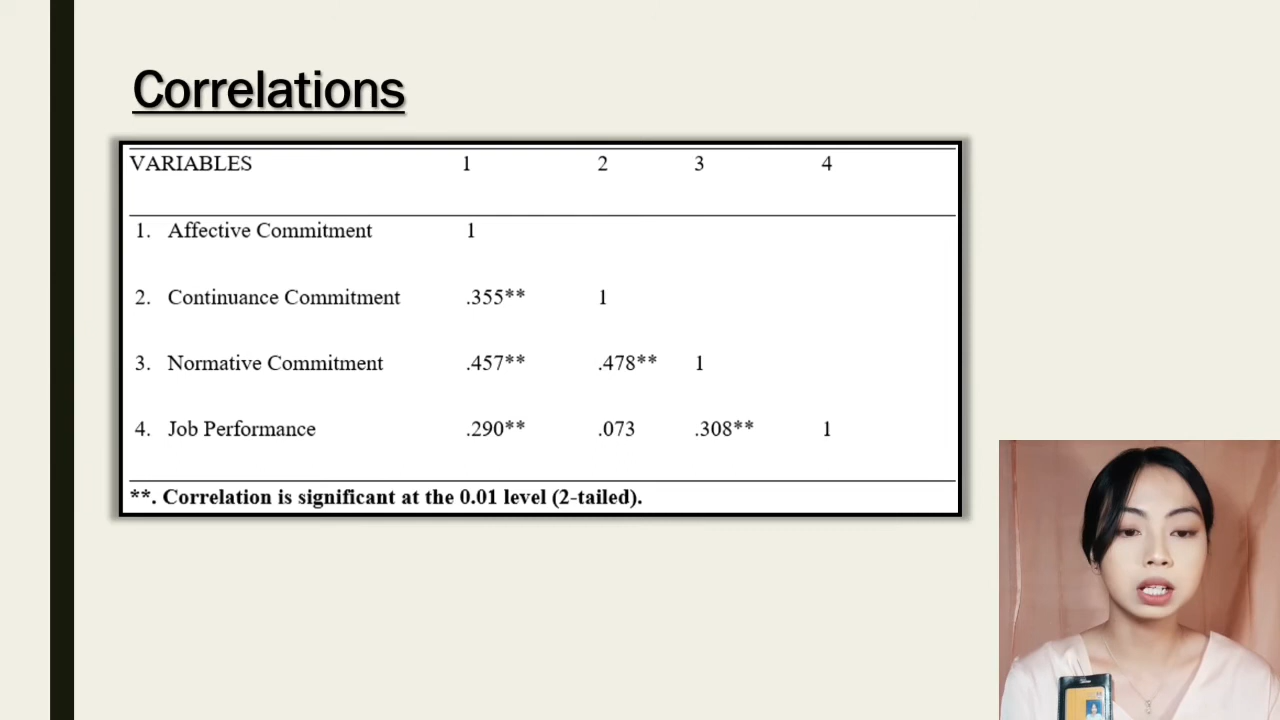 Correlations
VARIABLES 1 2 3 4
1. Affective Commitment 1
2. Continuance Commitment .355** 1
3. Normative Commitment .457** .478** 1
4. Job Performance .290** .073 .308** 1
**. Correlation is significant at the 0.01 level (2-tailed).